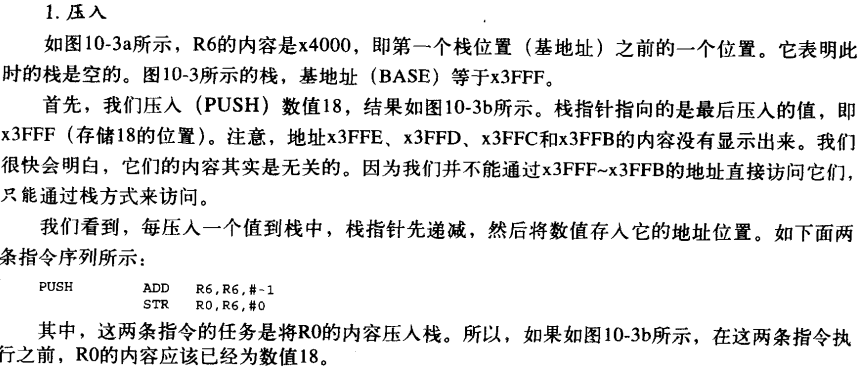 1. 压入
如图10-3a所示，R6的内容是x4000，即第一个栈位置（基地址）之前的一个位置。它表明此
时的栈是空的。图10-3所示的栈，基地址（BASE）等于x3FFF。
首先，我们压入（PUSH）数值18，结果如图10-3b所示。栈指针指向的是最后压入的值，即
x3FFF（存储18的位置）。注意，地址x3FFE、x3FFD、x3FFC和x3FFB的内容没有显示出来。我们
很快会明白，它们的内容其实是无关的。因为我们并不能通过x3FFF~x3FFB的地址直接访问它们，
只能通过栈方式来访问。
我们看到，每压入一个值到栈中，栈指针先递减，然后将数值存入它的地址位置。如下面两
条指令序列所示：
PUSH ADD R6,R6,#-1
STR R0,R6,#0
其中，这两条指令的任务是将R0的内容压入栈。所以，如果如图10-3b所示，在这两条指令执
行之前，R0的内容应该已经为数值18。